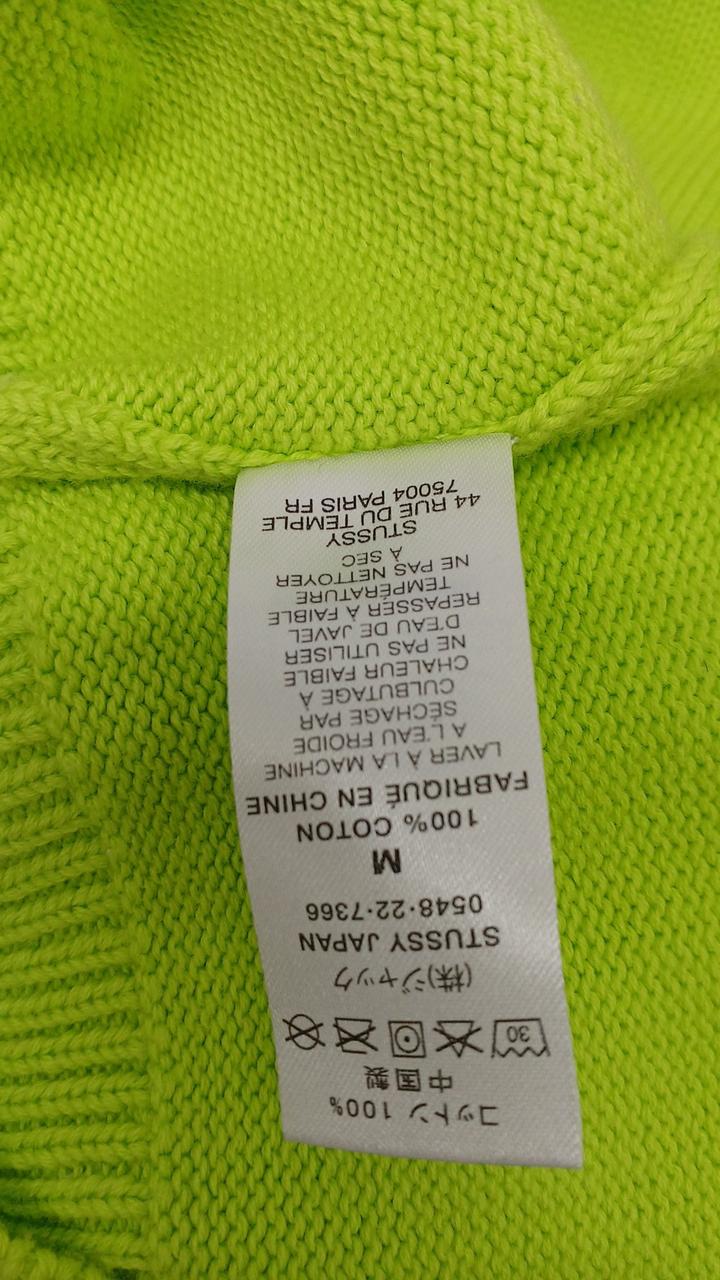 コットン 100%
中国製
30
(株)ジャック
STUSSY JAPAN
0548-22-7366
M
100% COTON
FABRIQUÉ EN CHINE
LAVER À LA MACHINE
A L'EAU FROIDE
SÉCHAGE PAR
CULBUTAGE À
CHALEUR FAIBLE
NE PAS UTILISER
D'EAU DE JAVEL
REPASSER À FAIBLE
TEMPÉRATURE
NE PAS NETTOYER
À SEC
STUSSY
44 RUE DU TEMPLE
75004 PARIS FR